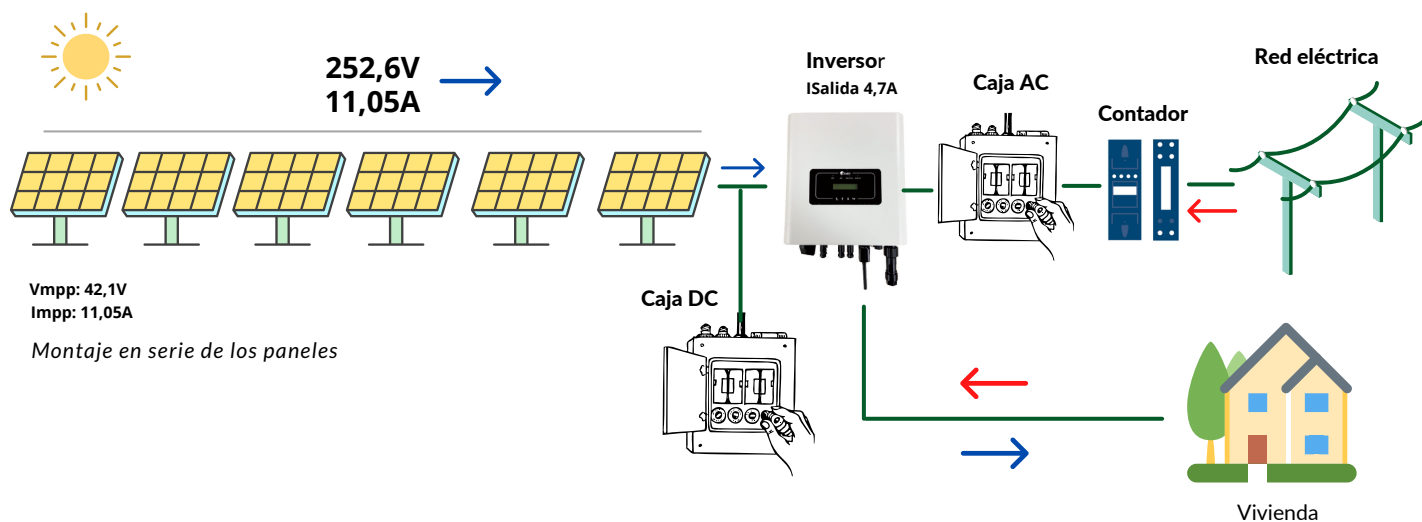 252,6V
11,05A
Inversor
ISalida 4,7A
Caja AC
Contador
Red eléctrica
Vmpp: 42,1V
Impp: 11,05A
Montaje en serie de los paneles
Caja DC
Vivienda